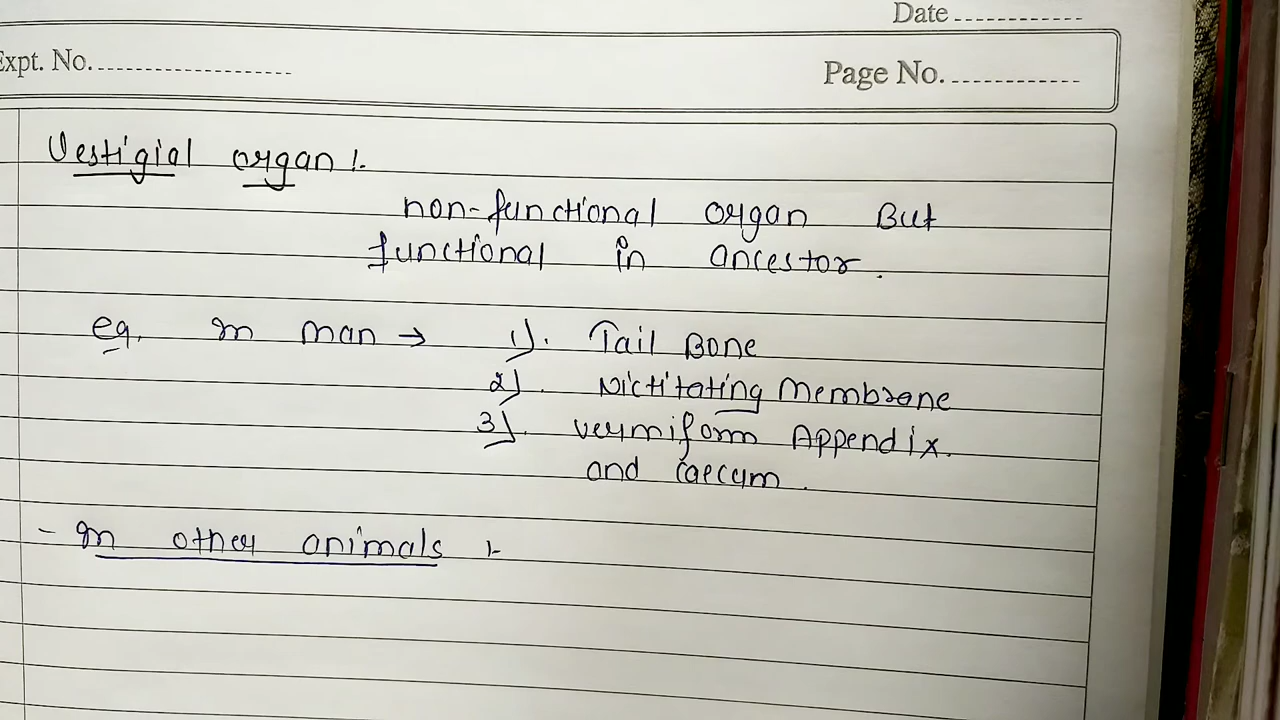 Date ............
Expt. No. ....................
Page No. .............
Vestigial organ :-
non-functional organ But
functional in ancestor.
eg. In man → 1). Tail Bone
2). Nictitating Membrane
3). vermiform Appendix.
and Caecum.
- In other animals :-